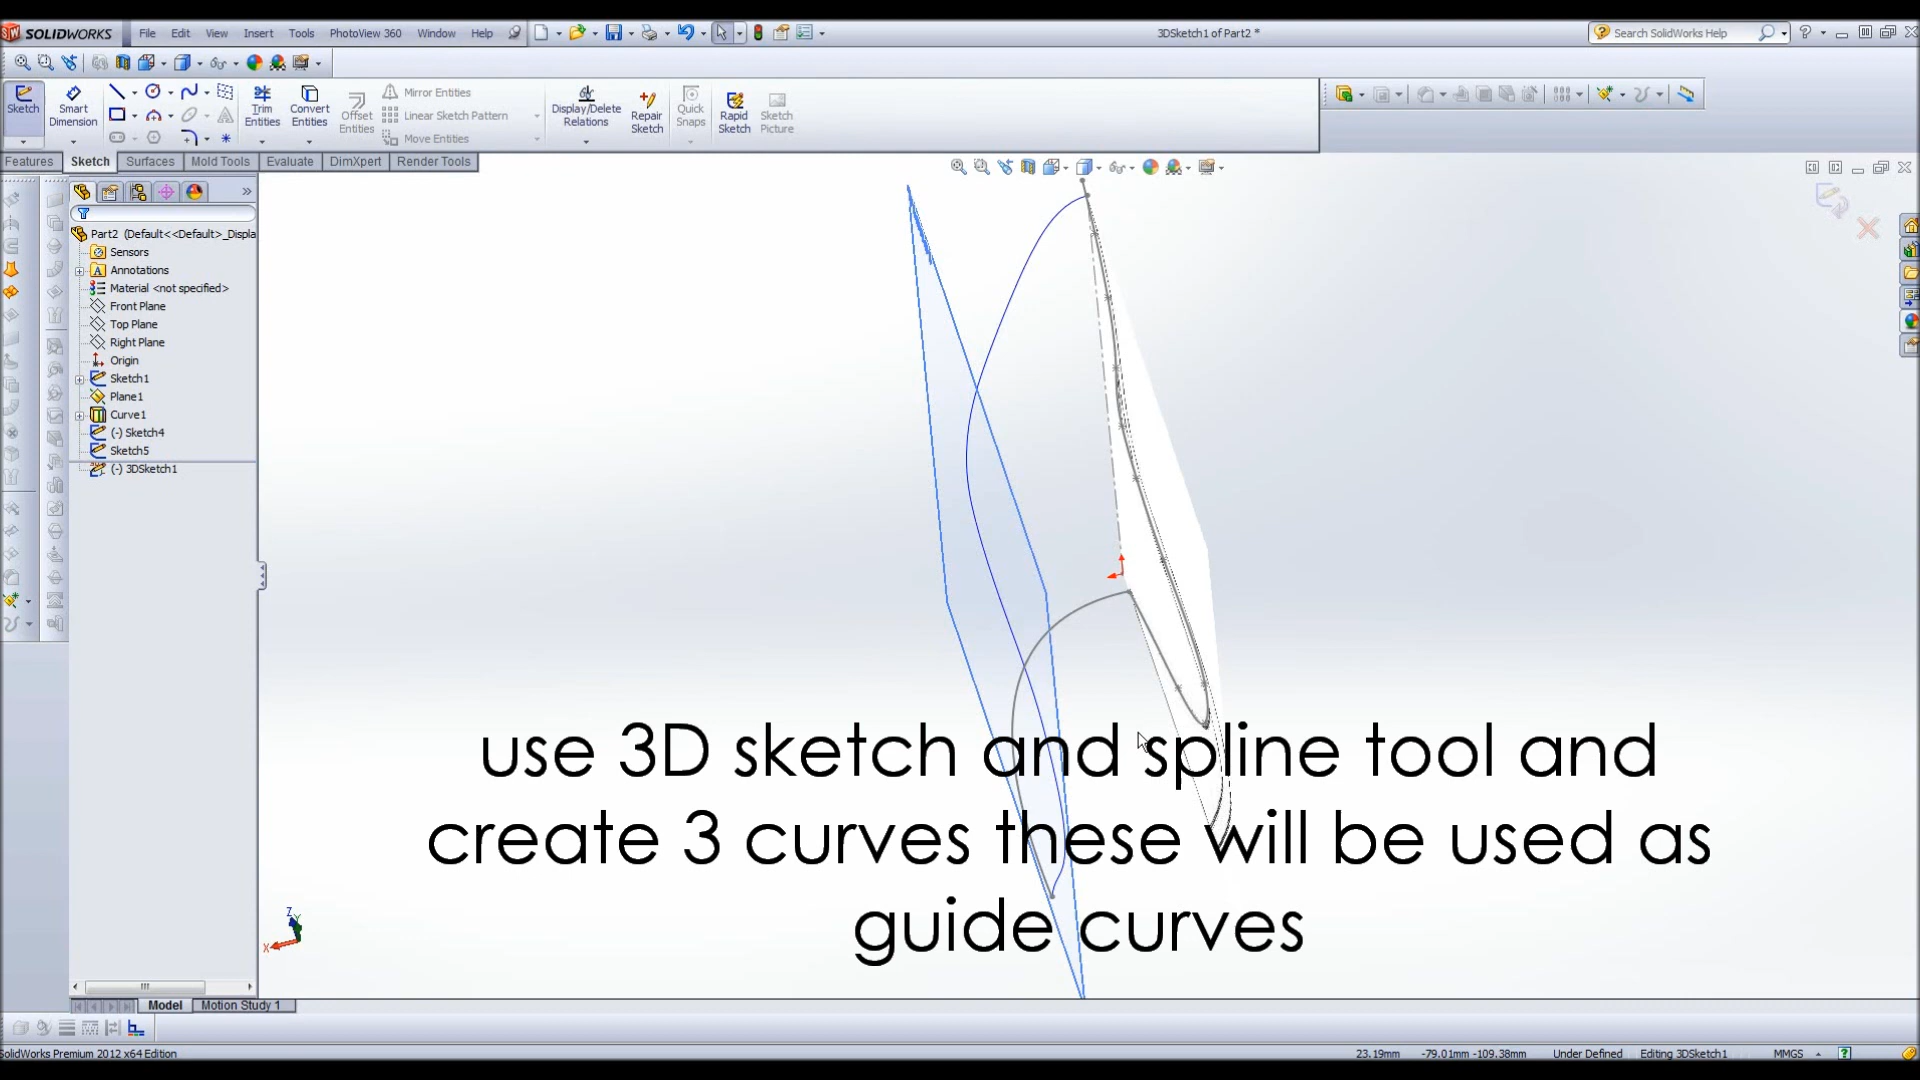 SOLIDWORKS File Edit View Insert Tools PhotoView 360 Window Help 3DSketch1 of Part2 * Search SolidWorks Help
Sketch Smart Dimension Trim Entities Convert Entities Offset Entities Mirror Entities Linear Sketch Pattern Move Entities Display/Delete Relations Repair Sketch Quick Snaps Rapid Sketch Sketch Picture
Features Sketch Surfaces Mold Tools Evaluate DimXpert Render Tools
Part2 (Default<<Default>_Displa
Sensors
Annotations
Material <not specified>
Front Plane
Top Plane
Right Plane
Origin
Sketch1
Plane1
Curve1
(-) Sketch4
Sketch5
(-) 3DSketch1
use 3D sketch and spline tool and
create 3 curves these will be used as
guide curves
Z
Y
X
Model Motion Study 1
SolidWorks Premium 2012 x64 Edition 23.19mm -79.01mm -109.38mm Under Defined Editing 3DSketch1 MMGS